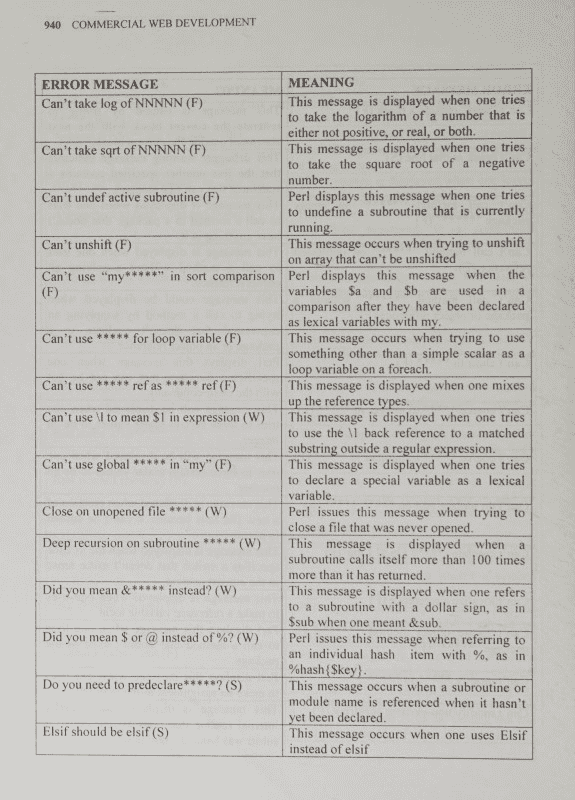 940 COMMERCIAL WEB DEVELOPMENT
ERROR MESSAGE
MEANING
Can't take log of NNNNN (F)
This message is displayed when one tries
to take the logarithm of a number that is
either not positive, or real, or both.
Can't take sqrt of NNNNN (F)
This message is displayed when one tries
to take the square root of a negative
number.
Can't undef active subroutine (F)
Perl displays this message when one tries
to undefine a subroutine that is currently
running.
Can't unshift (F)
This message occurs when trying to unshift
on array that can't be unshifted
Can't use "my*****" in sort comparison
(F)
Perl displays this message when the
variables $a and $b are used in a
comparison after they have been declared
as lexical variables with my.
Can't use ***** for loop variable (F)
This message occurs when trying to use
something other than a simple scalar as a
loop variable on a foreach.
Can't use ***** ref as ***** ref (F)
This message is displayed when one mixes
up the reference types.
Can't use \l to mean $1 in expression (W)
This message is displayed when one tries
to use the \1 back reference to a matched
substring outside a regular expression.
Can't use global ***** in "my" (F)
This message is displayed when one tries
to declare a special variable as a lexical
variable.
Close on unopened file ***** (W)
Perl issues this message when trying to
close a file that was never opened.
Deep recursion on subroutine ***** (W)
This message is displayed when a
subroutine calls itself more than 100 times
more than it has returned.
Did you mean &***** instead? (W)
This message is displayed when one refers
to a subroutine with a dollar sign, as in
$sub when one meant &sub.
Did you mean $ or @ instead of %? (W)
Perl issues this message when referring to
an individual hash item with %, as in
%hash{$key}.
Do you need to predeclare*****? (S)
This message occurs when a subroutine or
module name is referenced when it hasn't
yet been declared.
Elsif should be elsif (S)
This message occurs when one uses Elsif
instead of elsif